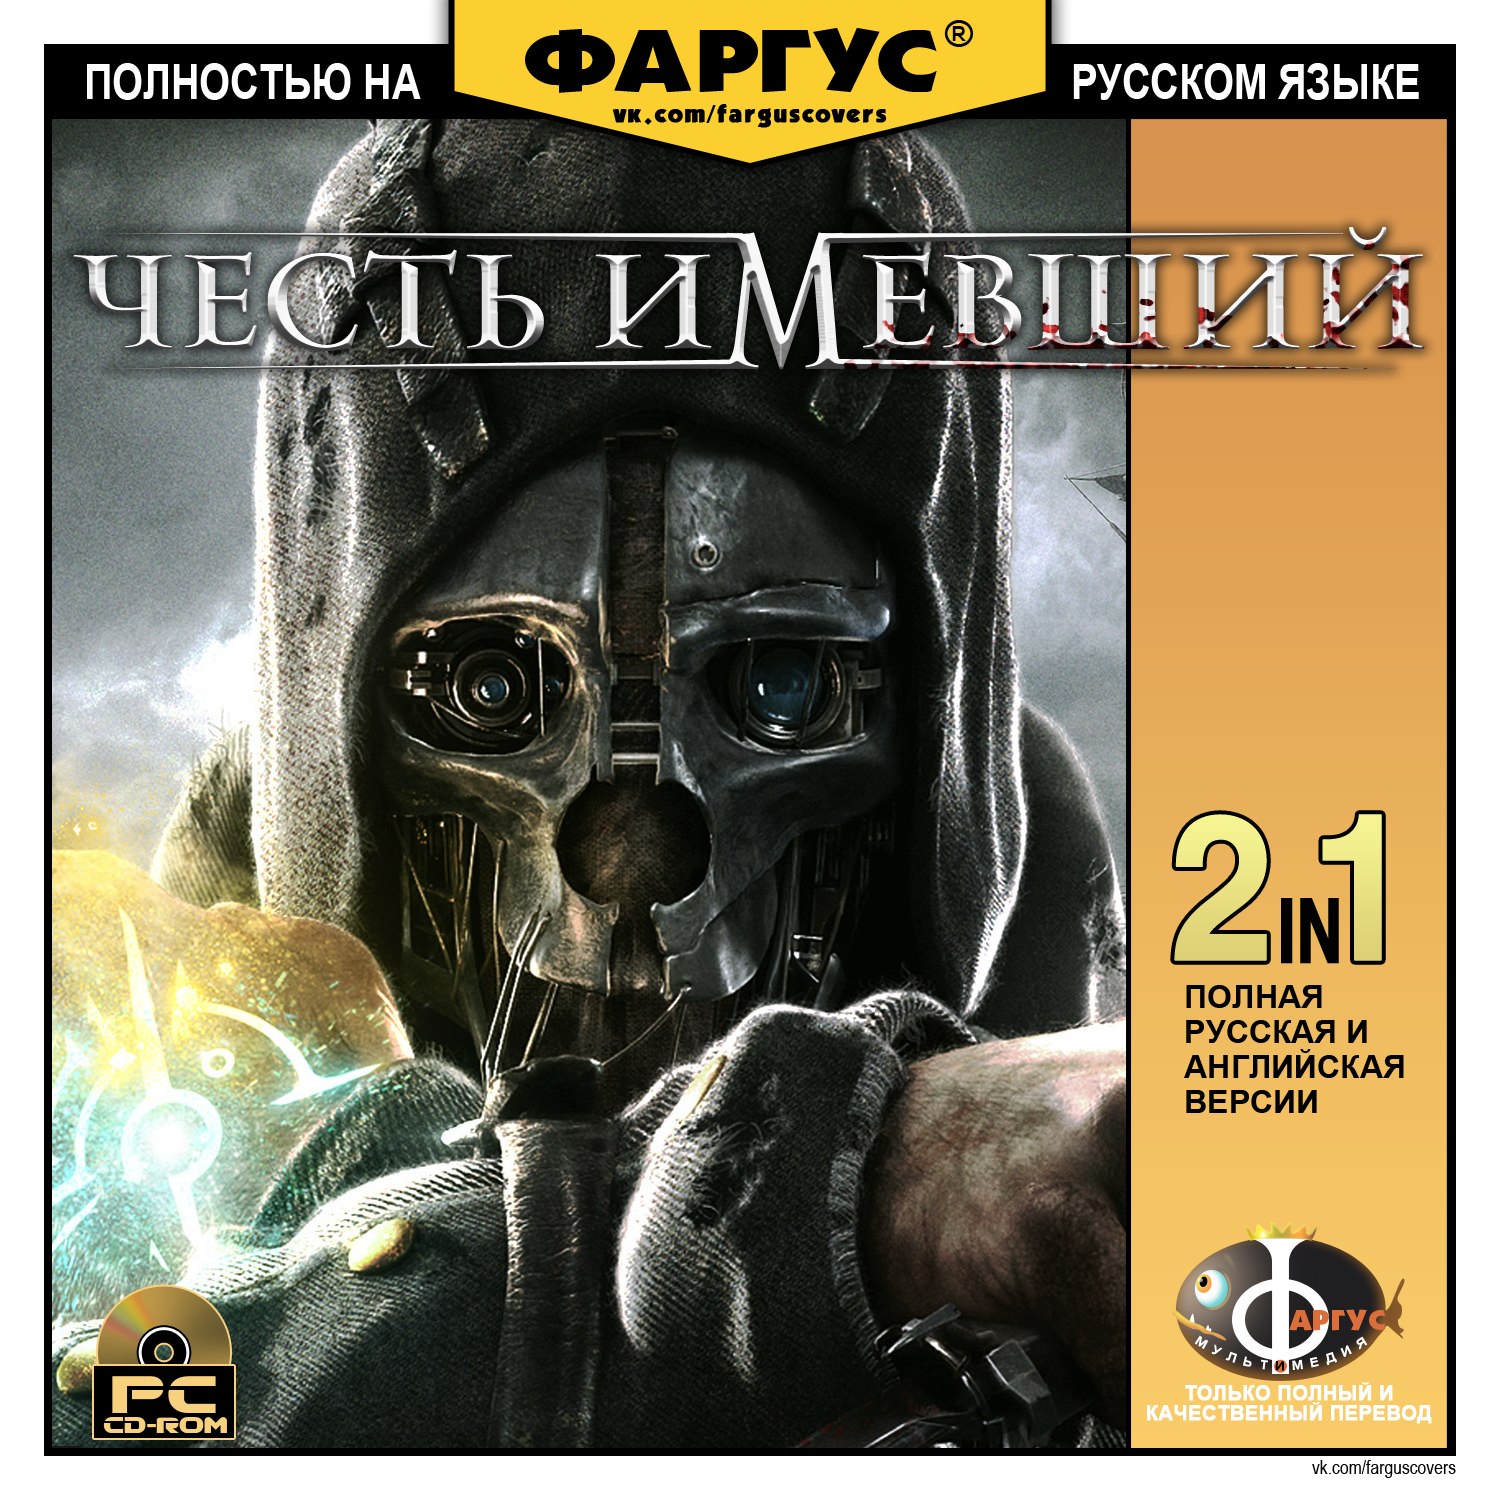 ФАРГУС®
vk.com/farguscovers
ПОЛНОСТЬЮ НА РУССКОМ ЯЗЫКЕ
ЧЕСТЬ ИМЕВШИЙ
2IN1
ПОЛНАЯ
РУССКАЯ И
АНГЛИЙСКАЯ
ВЕРСИИ
ФАРГУС
МУЛЬТИМЕДИЯ
ТОЛЬКО ПОЛНЫЙ И
КАЧЕСТВЕННЫЙ ПЕРЕВОД
PC
CD-ROM
vk.com/farguscovers